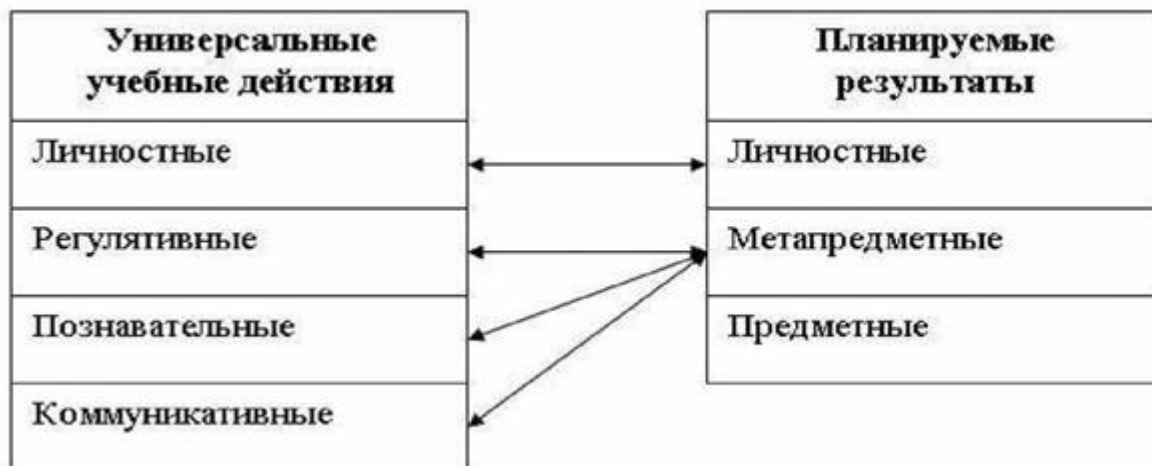 Универсальные
учебные действия
Личностные
Регулятивные
Познавательные
Коммуникативные
Планируемые
результаты
Личностные
Метапредметные
Предметные